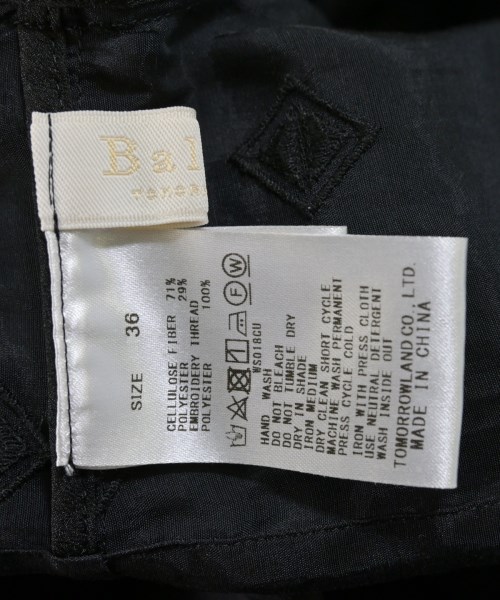 Bal
SIZE 36
CELLULOSE FIBER 71%
POLYESTER 29%
EMBROIDERY THREAD
POLYESTER 100%
W
F
WS018CU
HAND WASH
DO NOT BLEACH
DO NOT TUMBLE DRY
DRY IN SHADE
IRON MEDIUM
DRY CLEAN SHORT CYCLE
MACHINE WASH PERMANENT
PRESS CYCLE COLD
IRON WITH PRESS CLOTH
USE NEUTRAL DETERGENT
WASH INSIDE OUT
TOMORROWLAND CO., LTD.
MADE IN CHINA